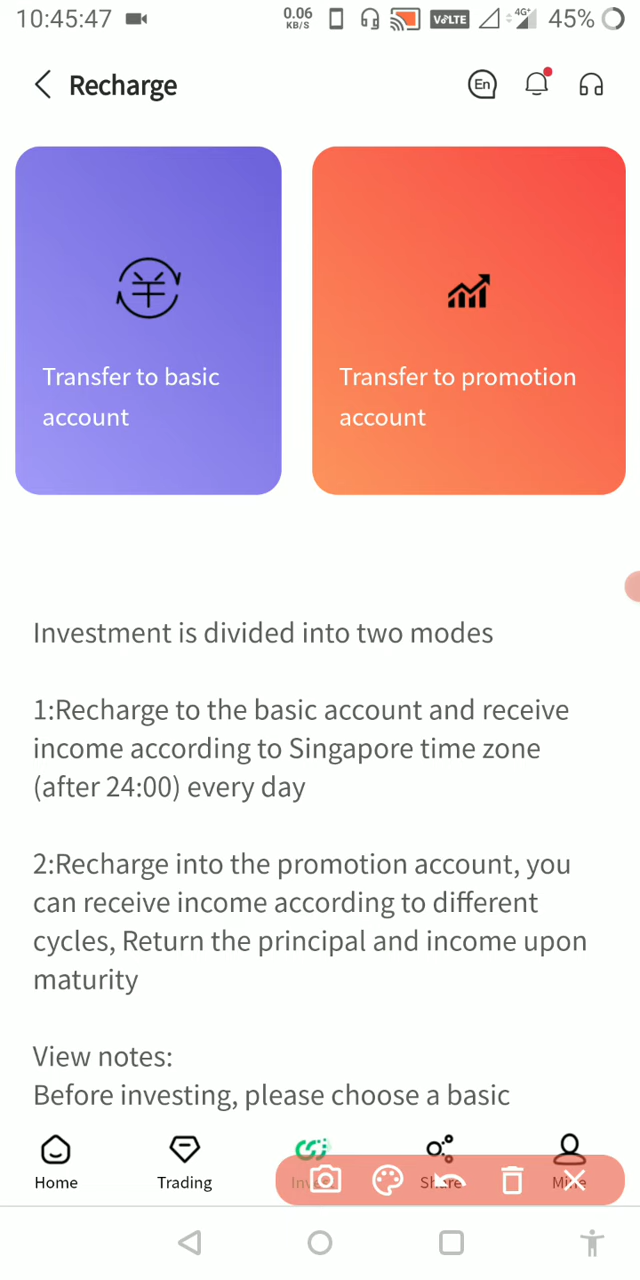 10:45:47
0.06
KB/S
VoLTE
4G+
45%
Recharge
En
Transfer to basic
account
Transfer to promotion
account
Investment is divided into two modes
1:Recharge to the basic account and receive
income according to Singapore time zone
(after 24:00) every day
2:Recharge into the promotion account, you
can receive income according to different
cycles, Return the principal and income upon
maturity
View notes:
Before investing, please choose a basic
Home
Trading
Share
Mine